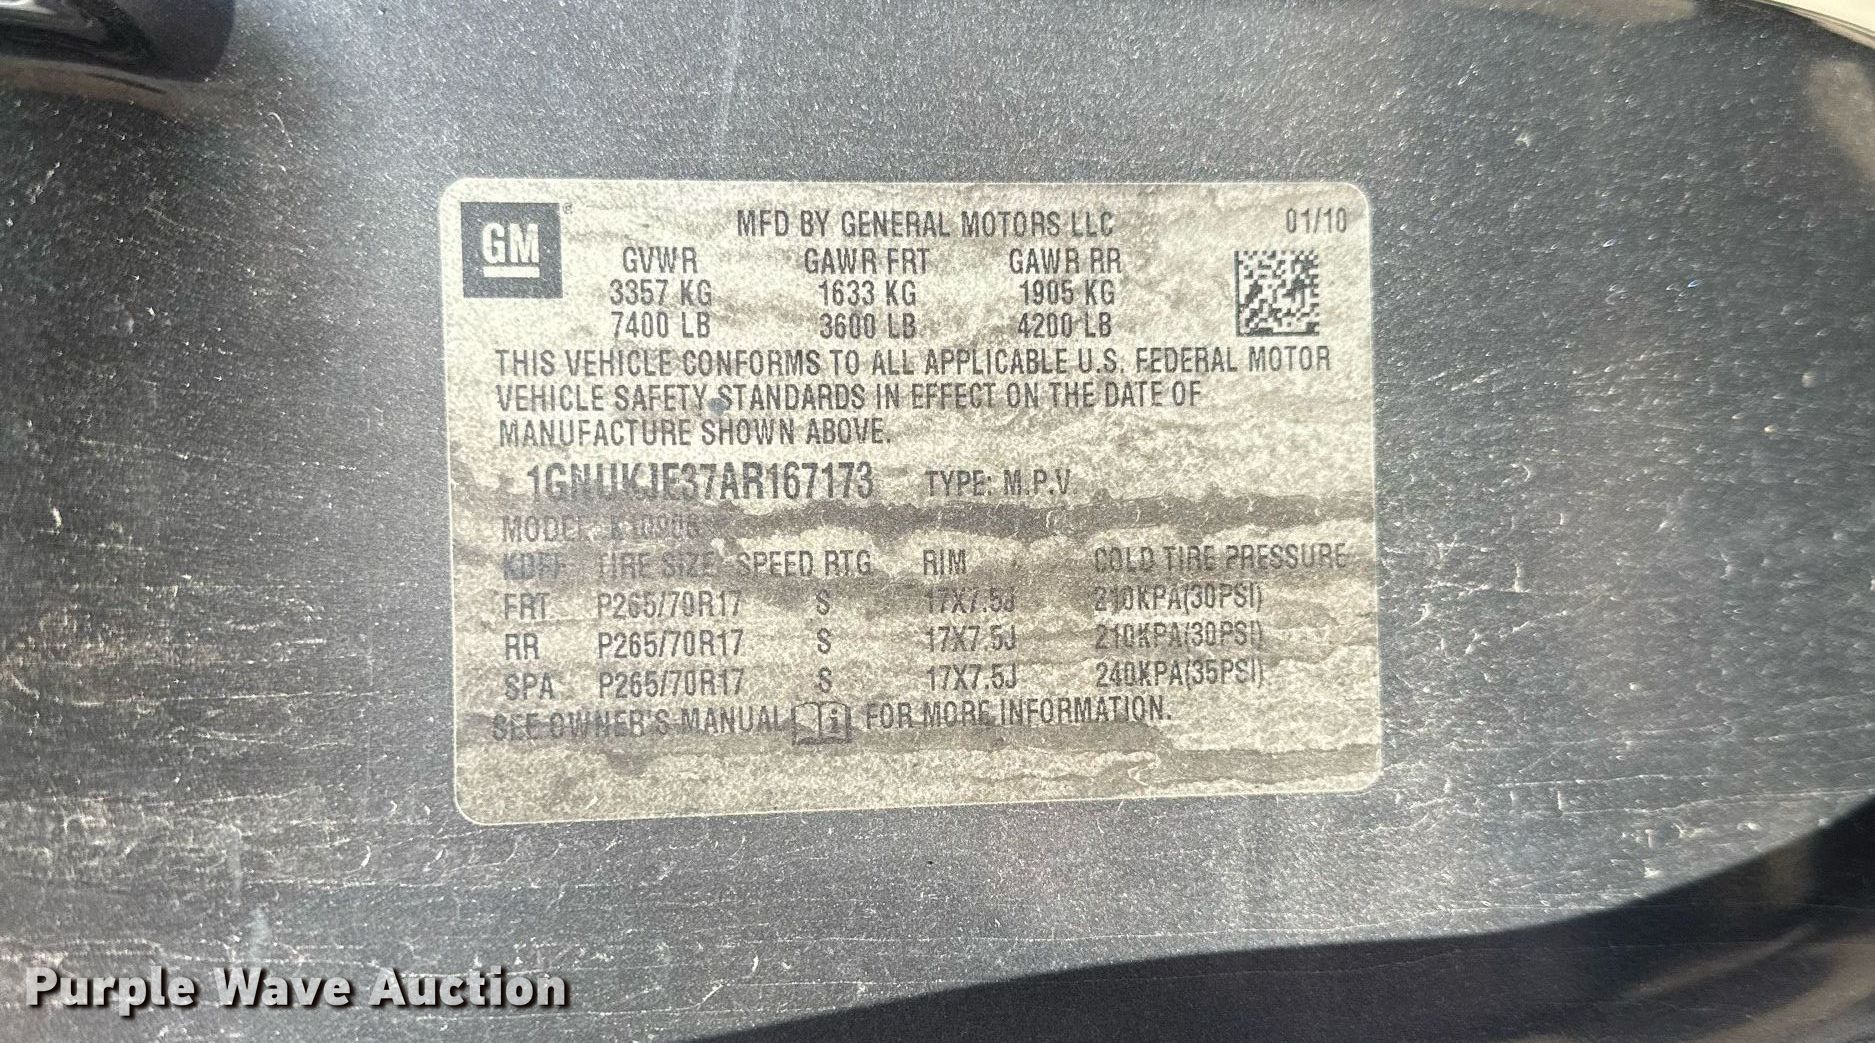 GM ®
MFD BY GENERAL MOTORS LLC 01/10
GVWR GAWR FRT GAWR RR
3357 KG 1633 KG 1905 KG
7400 LB 3600 LB 4200 LB
THIS VEHICLE CONFORMS TO ALL APPLICABLE U.S. FEDERAL MOTOR
VEHICLE SAFETY STANDARDS IN EFFECT ON THE DATE OF
MANUFACTURE SHOWN ABOVE.
1GNUKJE37AR167173 TYPE: M.P.V
MODEL: K10906
TIRE SIZE SPEED RTG RIM COLD TIRE PRESSURE
FRT P265/70R17 S 17X7.5J 210KPA(30PSI)
RR P265/70R17 S 17X7.5J 210KPA(30PSI)
SPA P265/70R17 S 17X7.5J 240KPA(35PSI)
SEE OWNER'S MANUAL FOR MORE INFORMATION.
Purple Wave Auction